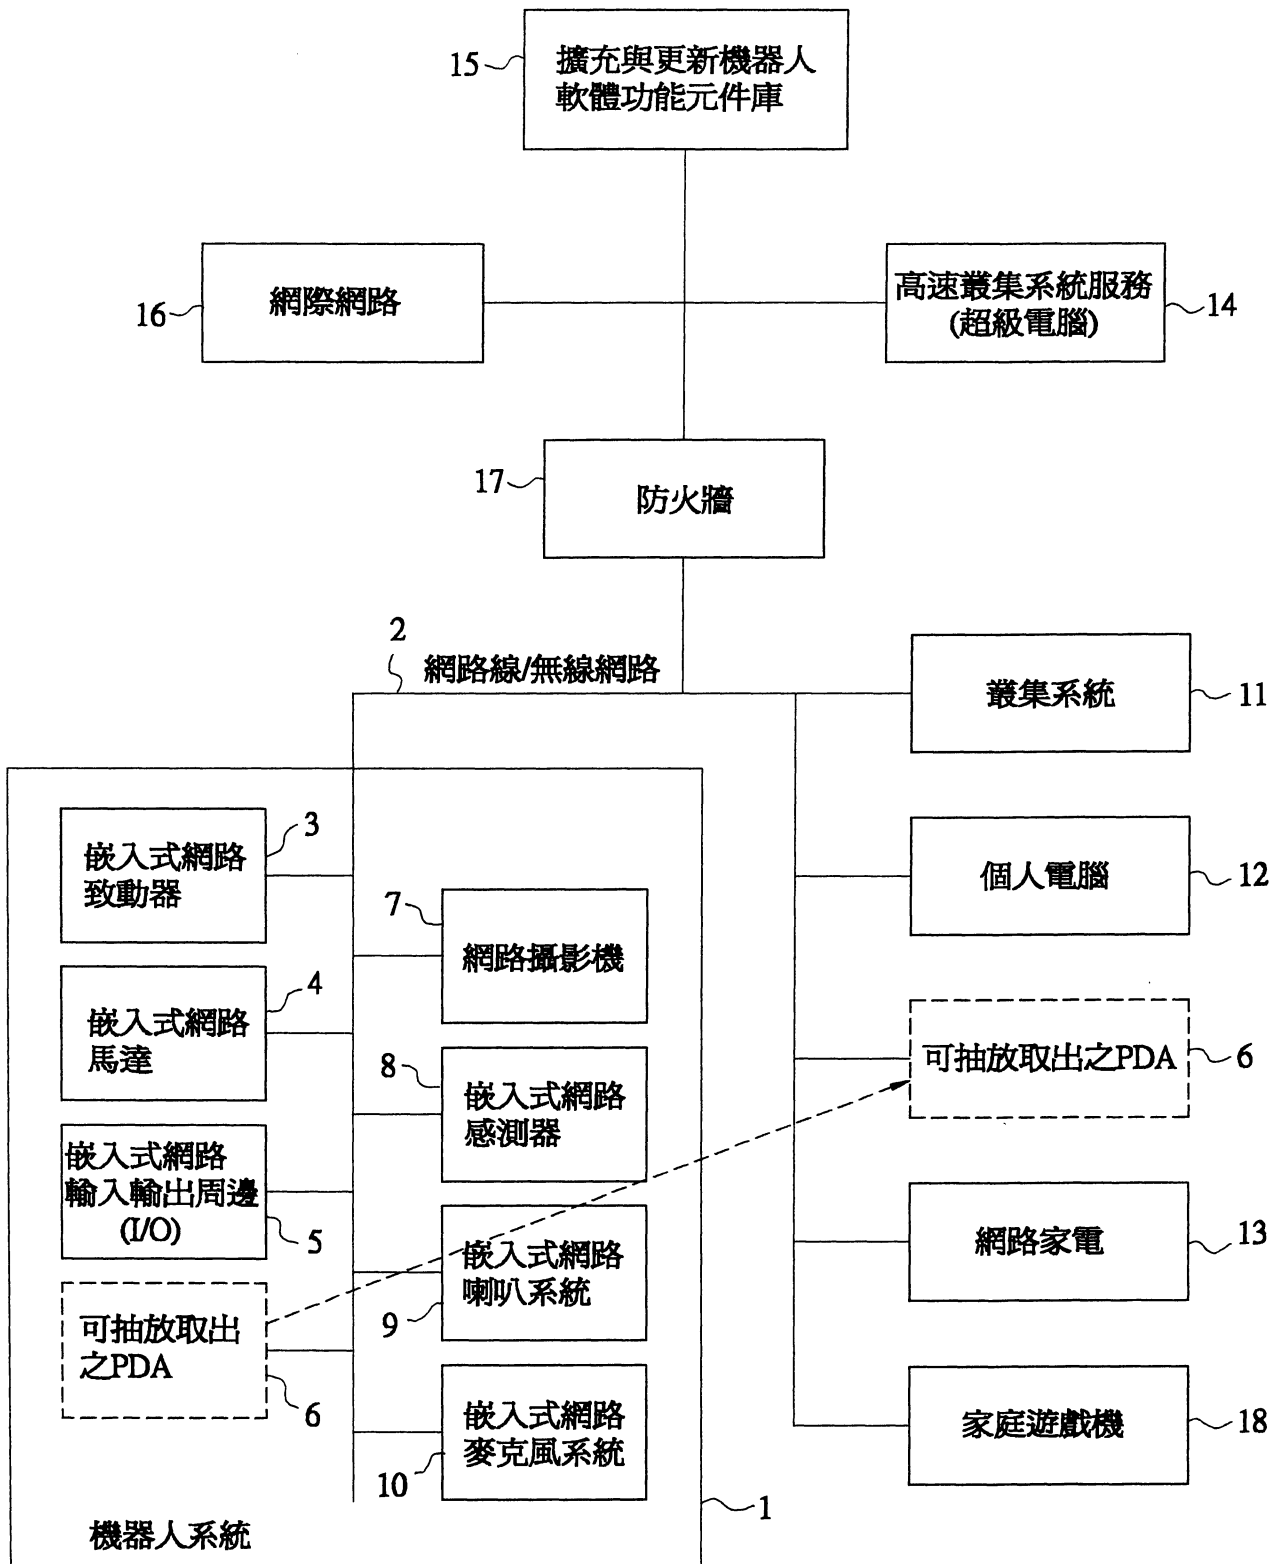 15
擴充與更新機器人
軟體功能元件庫
16
網際網路
高速叢集系統服務
(超級電腦)
14
17
防火牆
2
網路線/無線網路
叢集系統
11
個人電腦
12
可抽放取出之PDA
6
網路家電
13
家庭遊戲機
18
嵌入式網路
致動器
3
嵌入式網路
馬達
4
嵌入式網路
輸入輸出周邊
(I/O)
5
可抽放取出
之PDA
6
7
網路攝影機
8
嵌入式網路
感測器
嵌入式網路
喇叭系統
9
嵌入式網路
麥克風系統
10
機器人系統
1